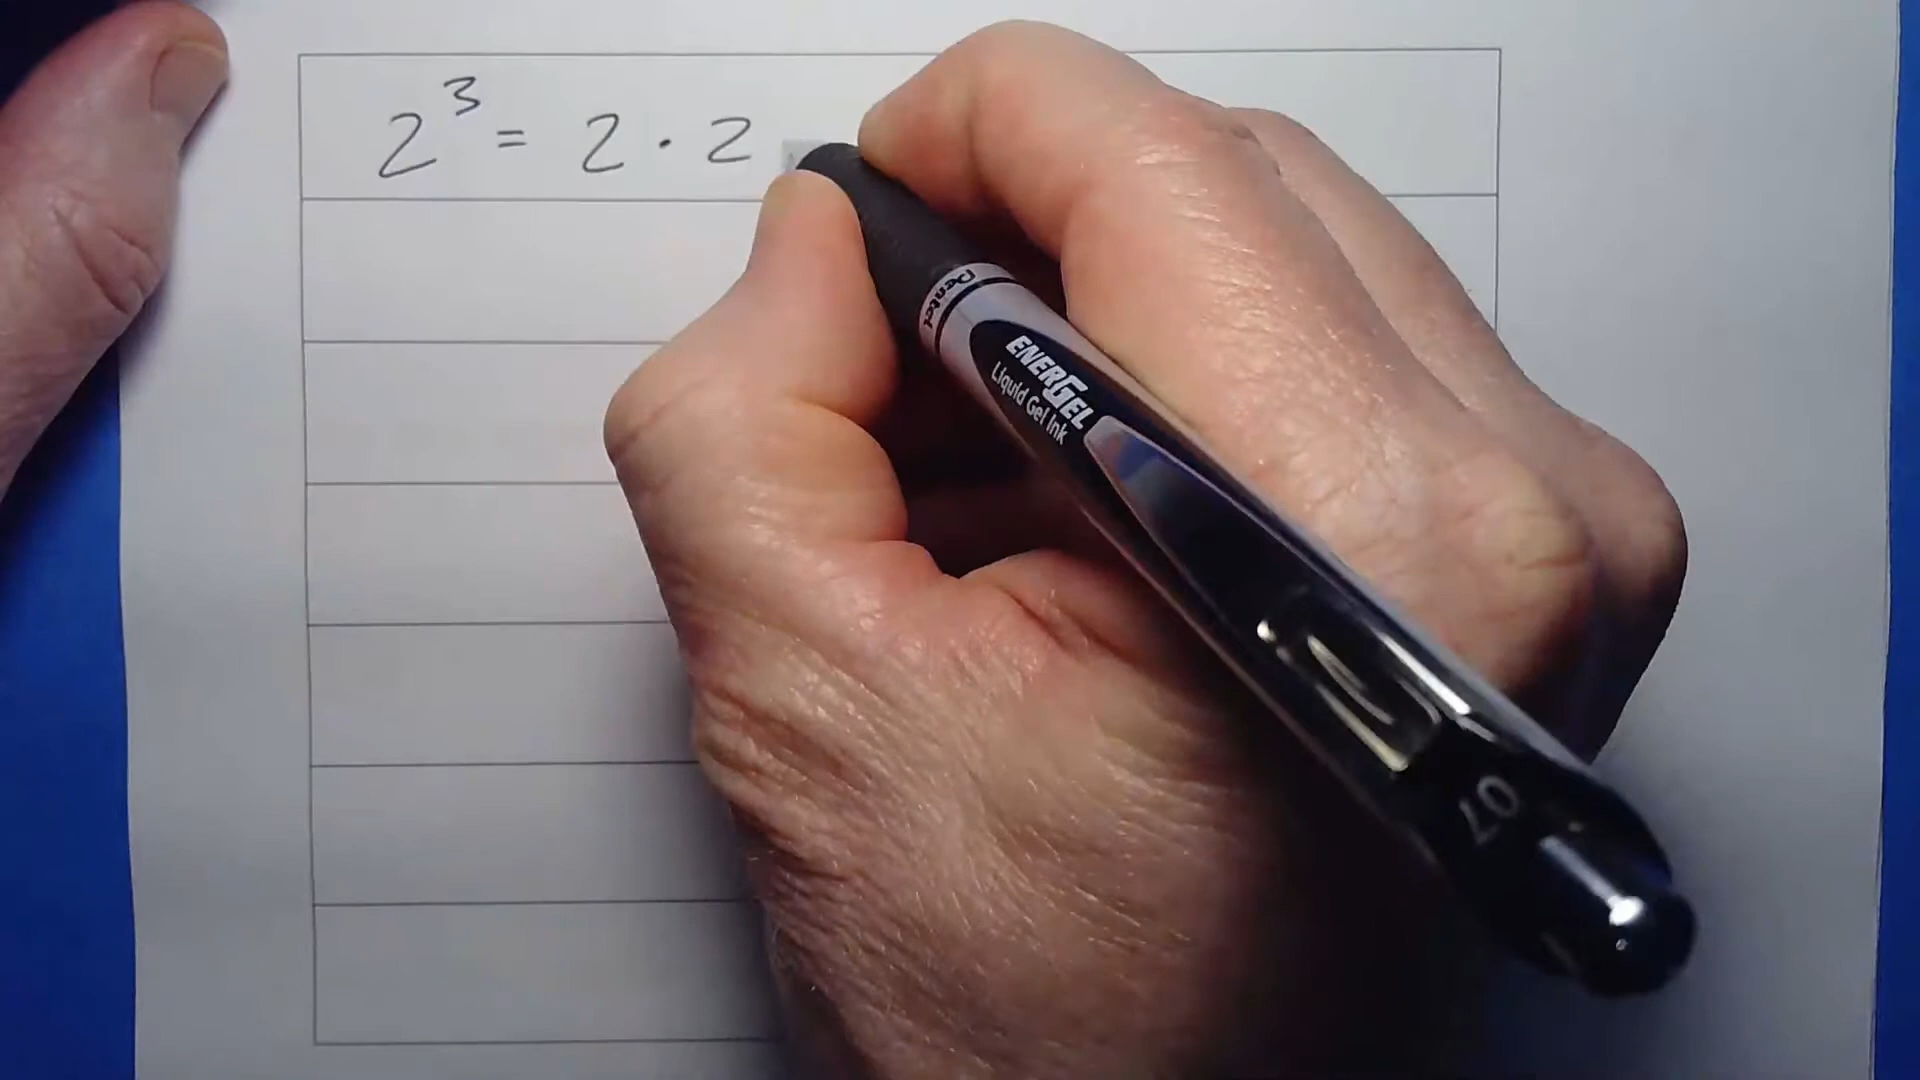 2³ = 2 · 2
Pentel
ENERGEL
Liquid Gel Ink
07